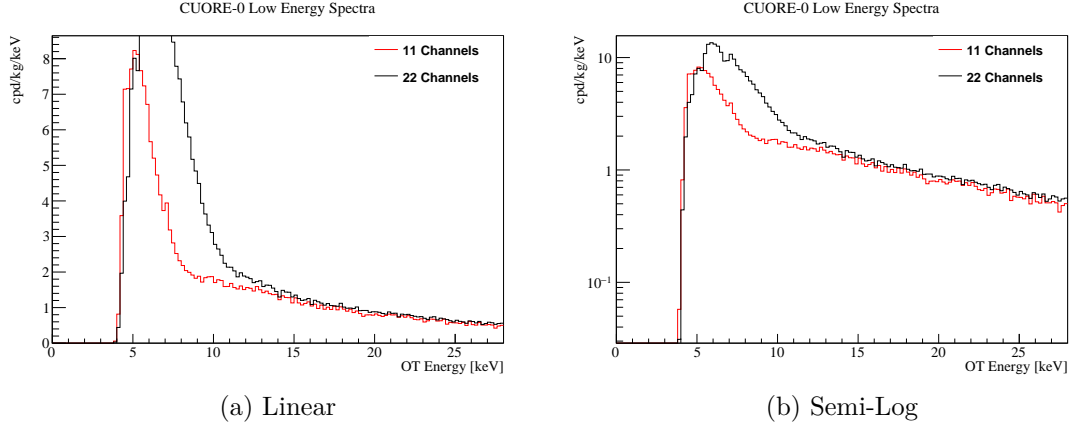 CUORE-0 Low Energy Spectra
cpd/kg/keV
8
7
6
5
4
3
2
1
0
11 Channels
22 Channels
0 5 10 15 20 25
OT Energy [keV]
(a) Linear
CUORE-0 Low Energy Spectra
cpd/kg/keV
10
1
10⁻¹
11 Channels
22 Channels
0 5 10 15 20 25
OT Energy [keV]
(b) Semi-Log